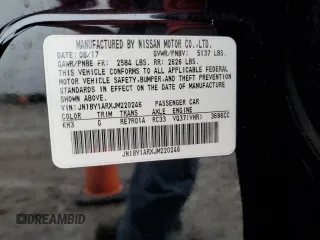 MANUFACTURED BY NISSAN MOTOR CO.,LTD.
DATE: 08/17 GVWR/PNBV: 5137 LBS.
GAWR/PNBE-FR: 2584 LBS. RR: 2626 LBS.
THIS VEHICLE CONFORMS TO ALL APPLICABLE
FEDERAL MOTOR VEHICLE SAFETY,BUMPER,AND THEFT PREVENTION
STANDARDS IN EFFECT ON THE DATE OF MANUFACTURE
SHOWN ABOVE.
VIN:JN1BY1ARXJM220246 PASSENGER CAR
COLOR TRIM TRANS AXLE ENGINE
KH3 G RE7R01A RC33 VQ37(VHR) 3696CC
JN1BY1ARXJM220246